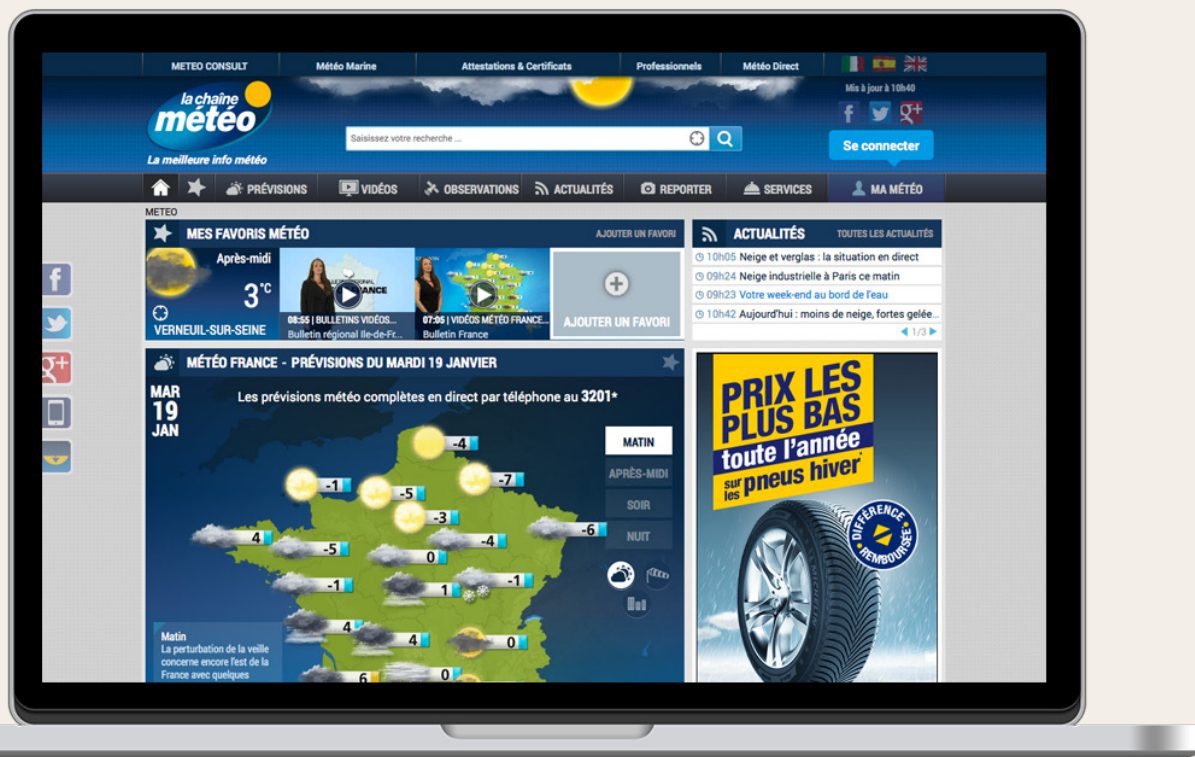 METEO CONSULT
Météo Marine
Attestations & Certificats
Professionnels
Météo Direct
Mis à jour à 10h40
la chaîne
météo
La meilleure info météo
Saisissez votre recherche ...
Se connecter
PRÉVISIONS
VIDÉOS
OBSERVATIONS
ACTUALITÉS
REPORTER
SERVICES
MA MÉTÉO
METEO
MES FAVORIS MÉTÉO
AJOUTER UN FAVORI
Après-midi
3°C
VERNEUIL-SUR-SEINE
08:55 | BULLETINS VIDÉOS...
Bulletin régional Ile-de-Fr...
07:05 | VIDÉOS MÉTÉO FRANCE...
Bulletin France
AJOUTER UN FAVORI
ACTUALITÉS
TOUTES LES ACTUALITÉS
10h05 Neige et verglas : la situation en direct
09h24 Neige industrielle à Paris ce matin
09h23 Votre week-end au bord de l'eau
10h42 Aujourd'hui : moins de neige, fortes gelée...
1/3
MÉTÉO FRANCE - PRÉVISIONS DU MARDI 19 JANVIER
MAR
19
JAN
Les prévisions météo complètes en direct par téléphone au 3201*
MATIN
APRÈS-MIDI
SOIR
NUIT
-4
-1
-5
-7
-3
4
-5
-4
-6
0
-1
1
-1
4
4
0
6
0
Matin
La perturbation de la veille
concerne encore l'est de la
France avec quelques
PRIX LES
PLUS BAS
toute l'année
sur les pneus hiver*
DIFFÉRENCE
REMBOURSÉE
MICHELIN